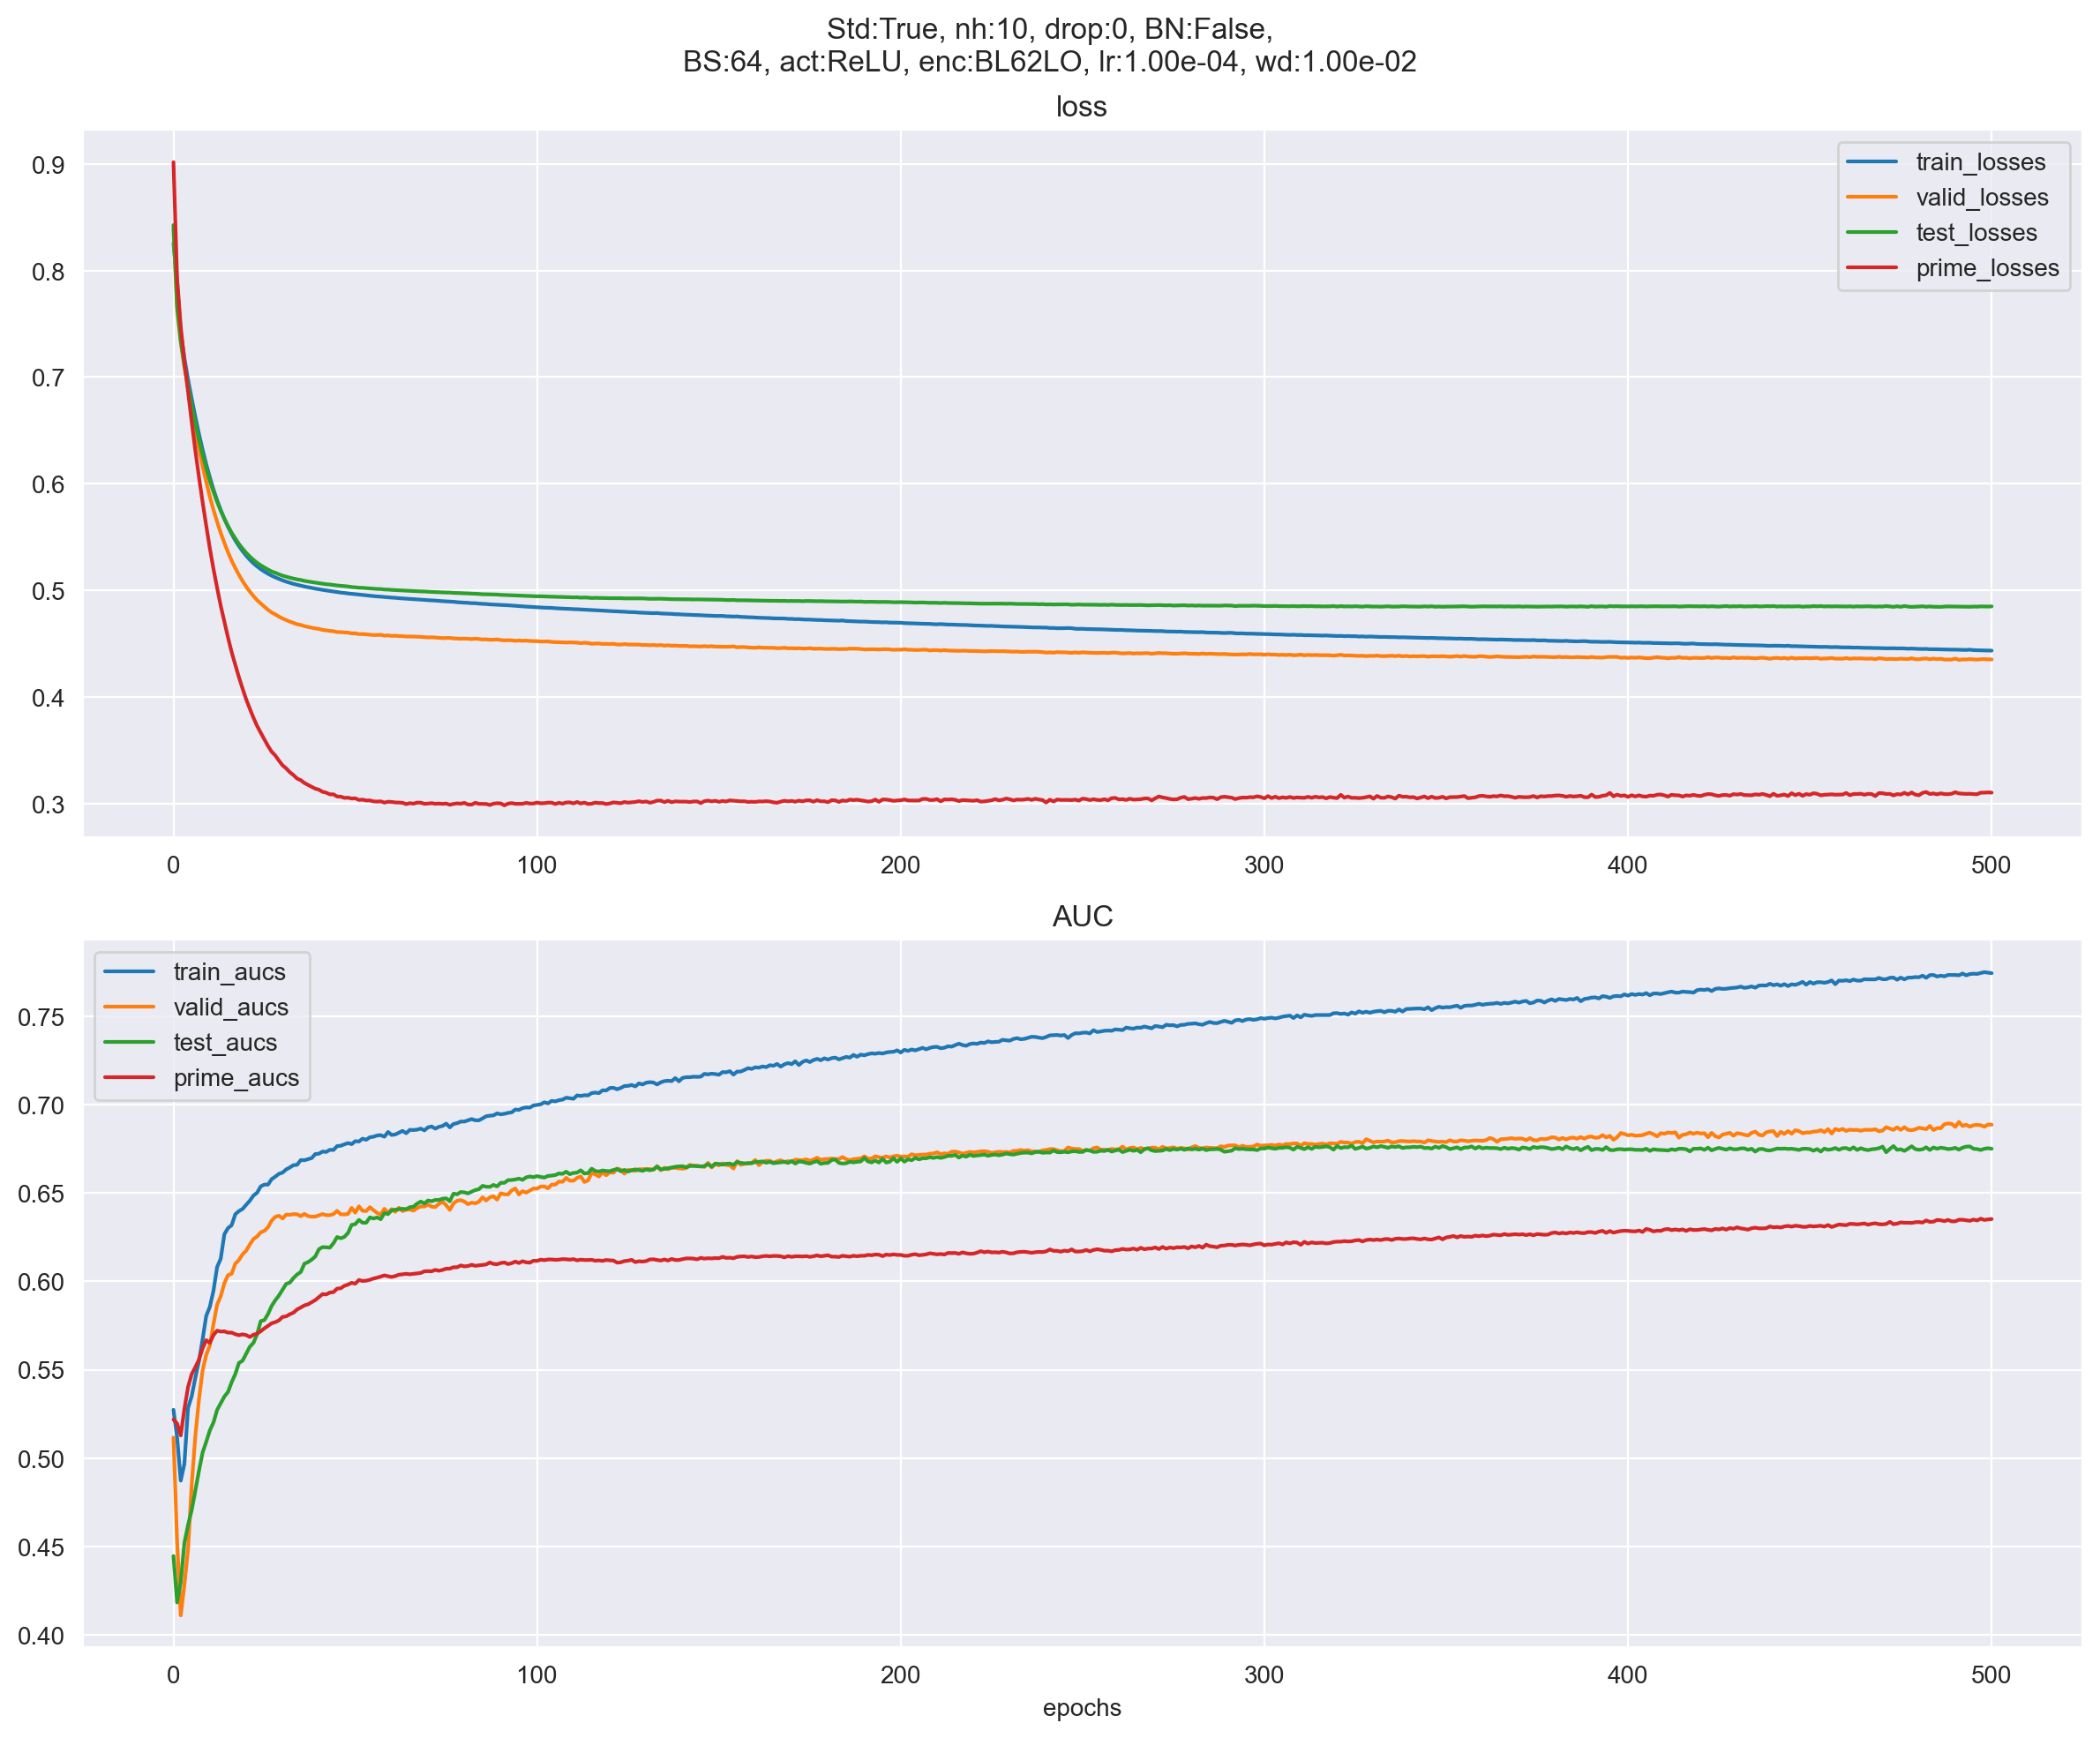 Std:True, nh:10, drop:0, BN:False,
BS:64, act:ReLU, enc:BL62LO, lr:1.00e-04, wd:1.00e-02
loss
0.9
0.8
0.7
0.6
0.5
0.4
0.3
train_losses
valid_losses
test_losses
prime_losses
0 100 200 300 400 500
AUC
0.75
0.70
0.65
0.60
0.55
0.50
0.45
0.40
train_aucs
valid_aucs
test_aucs
prime_aucs
0 100 200 300 400 500
epochs